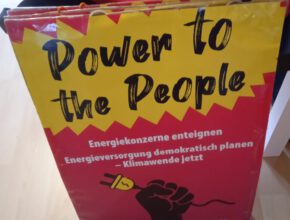 Power to
the People
Energiekonzerne enteignen
Energieversorgung demokratisch planen
– Klimawende jetzt